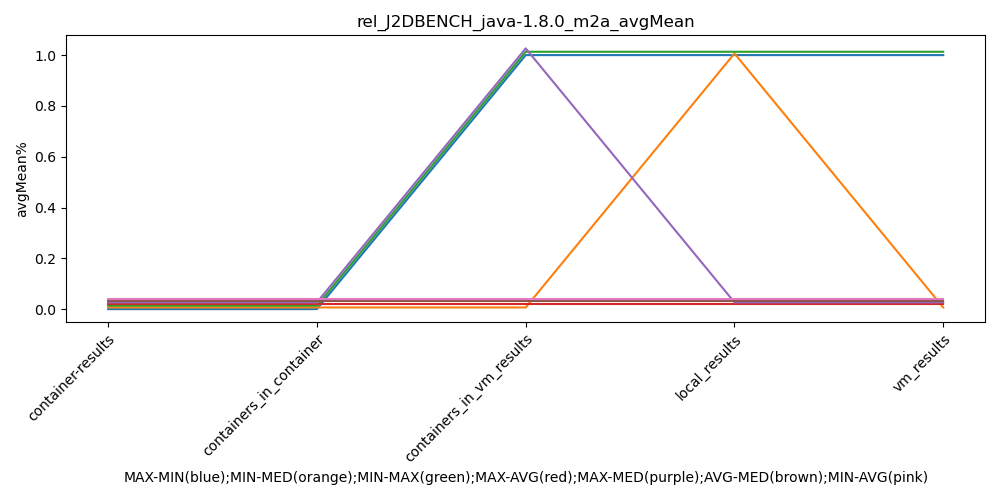 rel_J2DBENCH_java-1.8.0_m2a_avgMean
avgMean%
1.0
0.8
0.6
0.4
0.2
0.0
container-results
containers_in_container
containers_in_vm_results
local_results
vm_results
MAX-MIN(blue);MIN-MED(orange);MIN-MAX(green);MAX-AVG(red);MAX-MED(purple);AVG-MED(brown);MIN-AVG(pink)